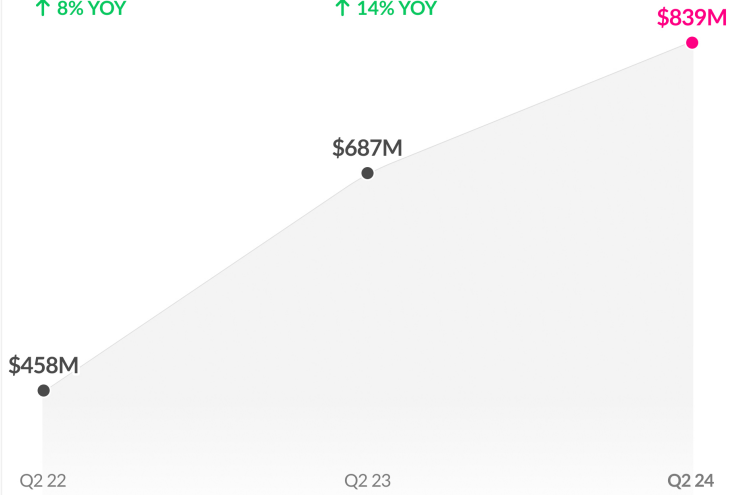 ↑ 8% YOY
↑ 14% YOY
$839M
$687M
$458M
Q2 22
Q2 23
Q2 24